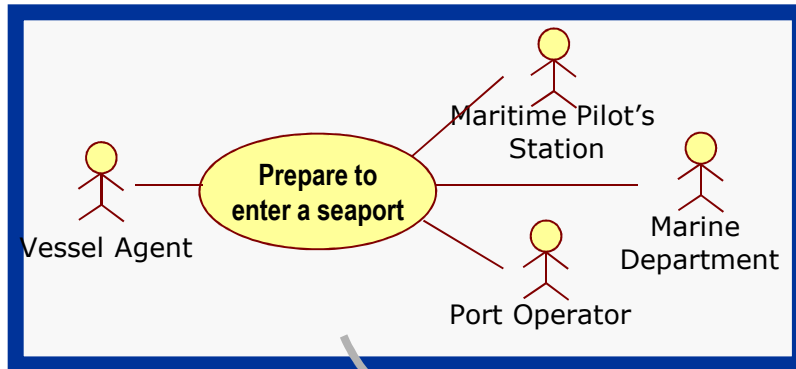 Maritime Pilot's
Station
Prepare to
enter a seaport
Vessel Agent
Marine
Department
Port Operator